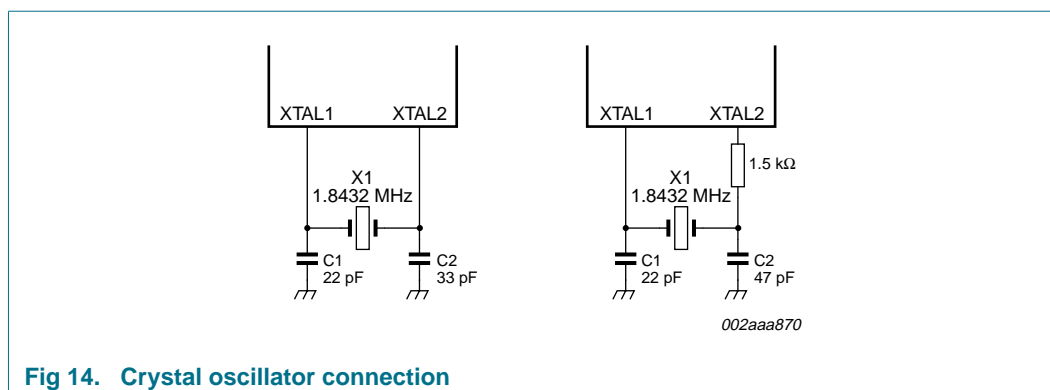 XTAL1 XTAL2
X1
1.8432 MHz
C1
22 pF
C2
33 pF
XTAL1 XTAL2
1.5 kΩ
X1
1.8432 MHz
C1
22 pF
C2
47 pF
002aaa870
Fig 14. Crystal oscillator connection